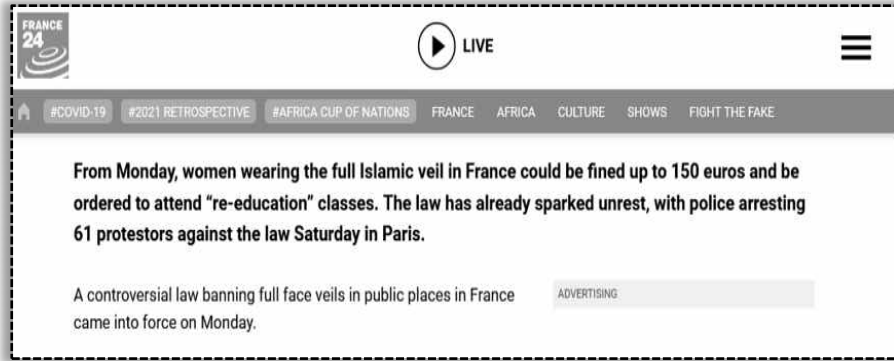 FRANCE
24
LIVE
#COVID-19 #2021 RETROSPECTIVE #AFRICA CUP OF NATIONS FRANCE AFRICA CULTURE SHOWS FIGHT THE FAKE
From Monday, women wearing the full Islamic veil in France could be fined up to 150 euros and be
ordered to attend “re-education” classes. The law has already sparked unrest, with police arresting
61 protestors against the law Saturday in Paris.
A controversial law banning full face veils in public places in France
came into force on Monday.
ADVERTISING